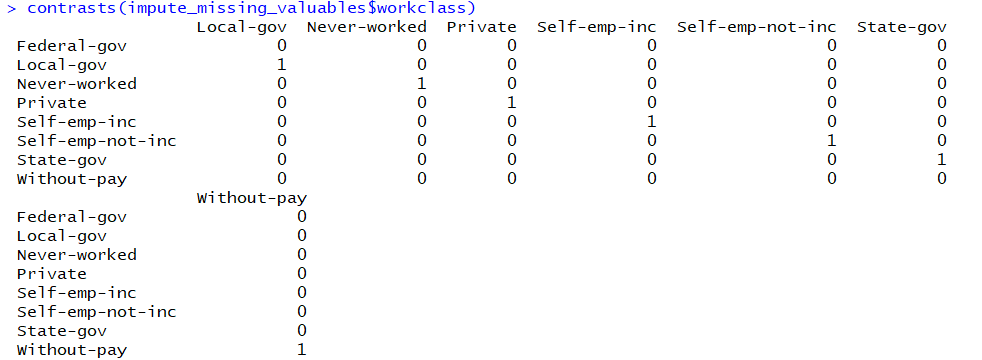 > contrasts(impute_missing_valuables$workclass)
                 Local-gov Never-worked Private Self-emp-inc Self-emp-not-inc State-gov
Federal-gov              0            0       0            0                0         0
Local-gov                1            0       0            0                0         0
Never-worked             0            1       0            0                0         0
Private                  0            0       1            0                0         0
Self-emp-inc             0            0       0            1                0         0
Self-emp-not-inc         0            0       0            0                1         0
State-gov                0            0       0            0                0         1
Without-pay              0            0       0            0                0         0
                 Without-pay
Federal-gov                0
Local-gov                  0
Never-worked               0
Private                    0
Self-emp-inc               0
Self-emp-not-inc           0
State-gov                  0
Without-pay                1